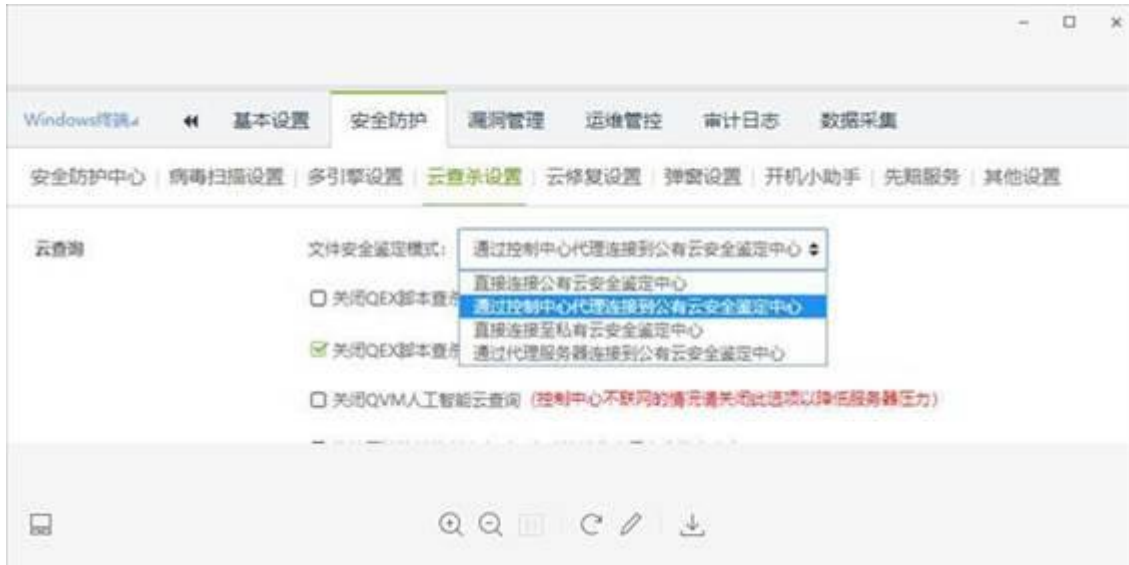 Windows终端
基本设置
安全防护
漏洞管理
运维管控
审计日志
数据采集
安全防护中心
病毒扫描设置
多引擎设置
云查杀设置
云修复设置
弹窗设置
开机小助手
先赔服务
其他设置
云查询
文件安全鉴定模式:
通过控制中心代理连接到公有云安全鉴定中心
直接连接公有云安全鉴定中心
通过控制中心代理连接到公有云安全鉴定中心
直接连接至私有云安全鉴定中心
通过代理服务器连接到公有云安全鉴定中心
关闭QEX脚本查杀
关闭QEX脚本查杀
关闭QVM人工智能云查询(控制中心不联网的情况请关闭此选项以降低服务器压力)